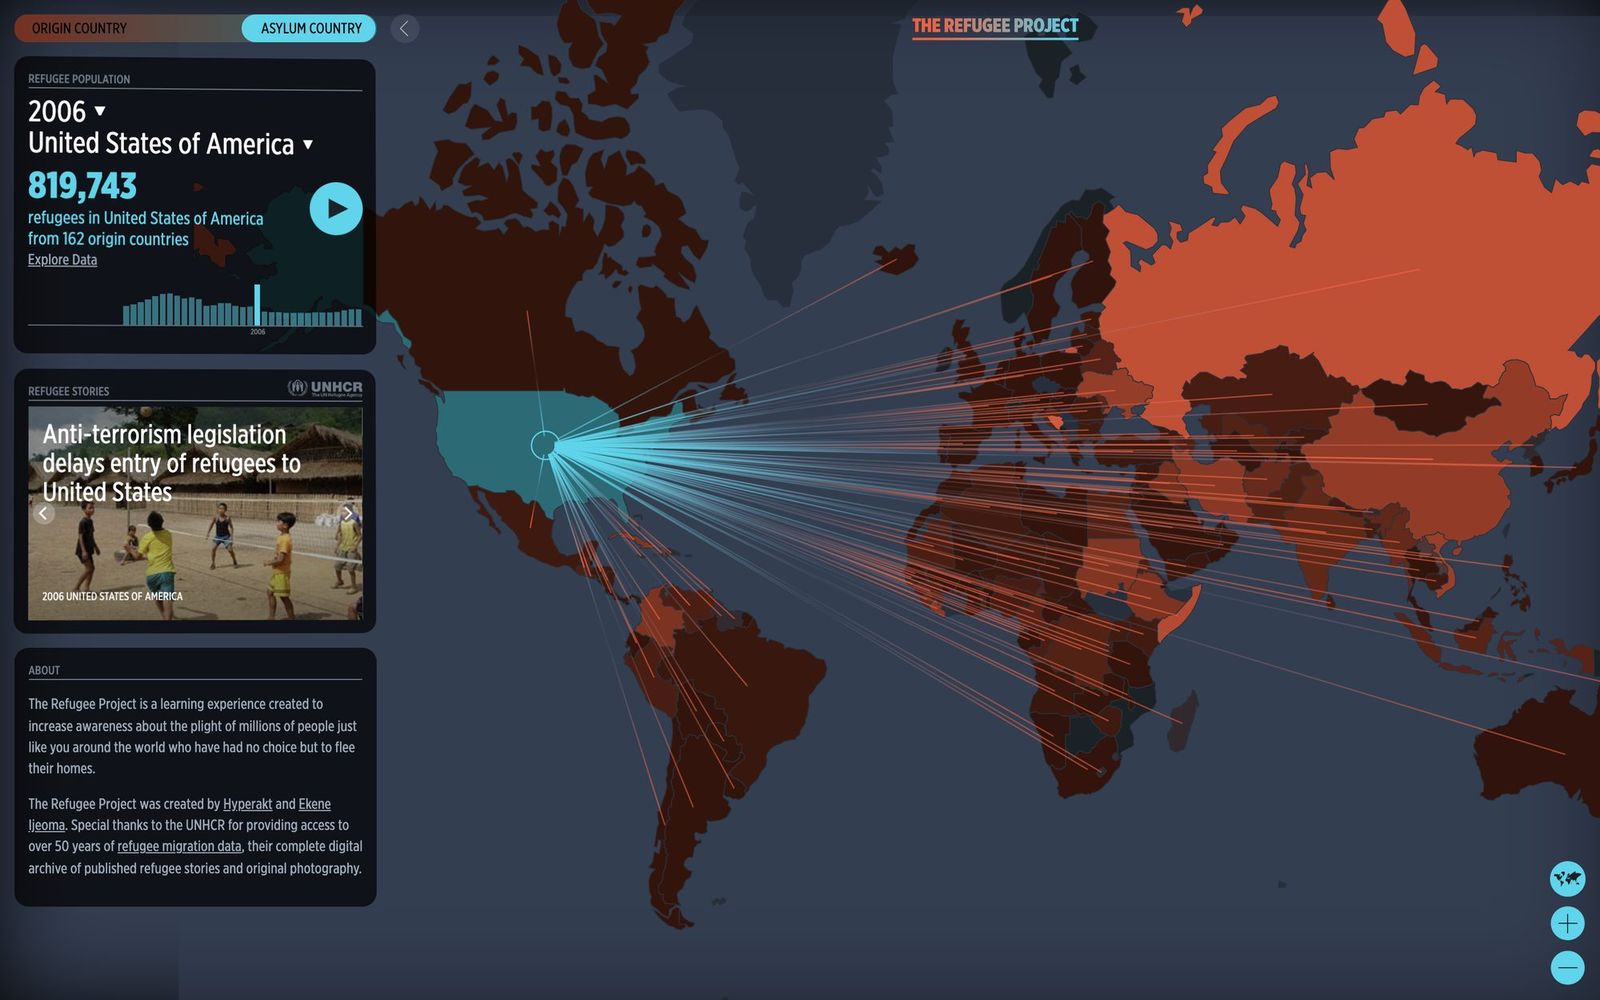 ORIGIN COUNTRY
ASYLUM COUNTRY
THE REFUGEE PROJECT
REFUGEE POPULATION
2006
United States of America
819,743
refugees in United States of America
from 162 origin countries
Explore Data
2006
REFUGEE STORIES
UNHCR
The UN Refugee Agency
Anti-terrorism legislation
delays entry of refugees to
United States
2006 UNITED STATES OF AMERICA
ABOUT
The Refugee Project is a learning experience created to
increase awareness about the plight of millions of people just
like you around the world who have had no choice but to flee
their homes.
The Refugee Project was created by Hyperakt and Ekene
Ijeoma. Special thanks to the UNHCR for providing access to
over 50 years of refugee migration data, their complete digital
archive of published refugee stories and original photography.